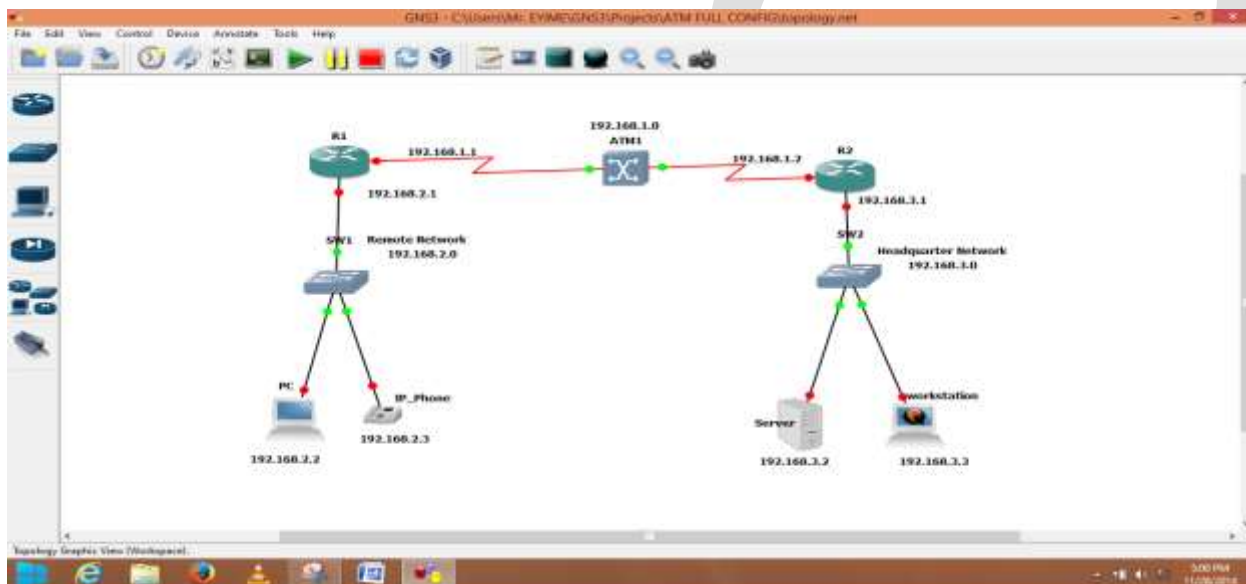 GNS3 - C:\Users\Mr. EYIME\GNS3\Projects\ATM FULL CONFIG\topology.net
File Edit View Control Device Annotate Tools Help
192.168.1.0
ATM1
R1
192.168.1.1
192.168.1.2
R2
192.168.2.1
192.168.3.1
SW1
Remote Network
192.168.2.0
SW2
Headquarter Network
192.168.3.0
PC
IP_Phone
192.168.2.3
192.168.2.2
workstation
Server
192.168.3.2
192.168.3.3
Topology Graphic View (Workspace).
5:00 PM